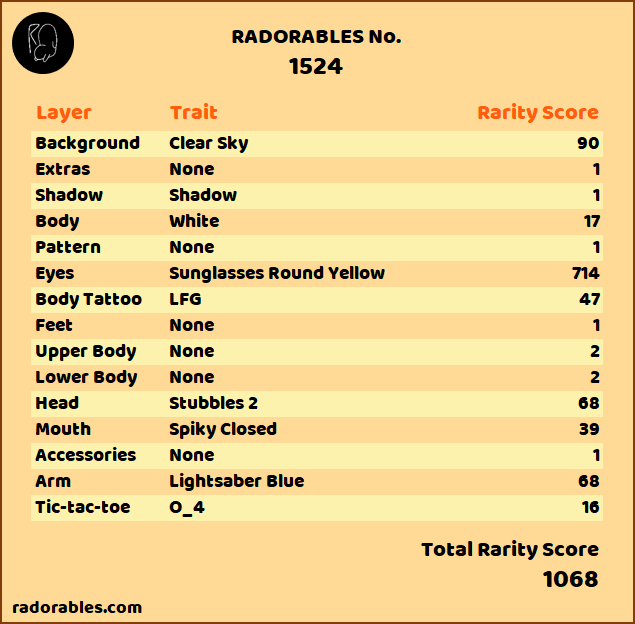 RADORABLES No.
1524
Layer Trait Rarity Score
Background Clear Sky 90
Extras None 1
Shadow Shadow 1
Body White 17
Pattern None 1
Eyes Sunglasses Round Yellow 714
Body Tattoo LFG 47
Feet None 1
Upper Body None 2
Lower Body None 2
Head Stubbles 2 68
Mouth Spiky Closed 39
Accessories None 1
Arm Lightsaber Blue 68
Tic-tac-toe O_4 16
Total Rarity Score
1068
radorables.com